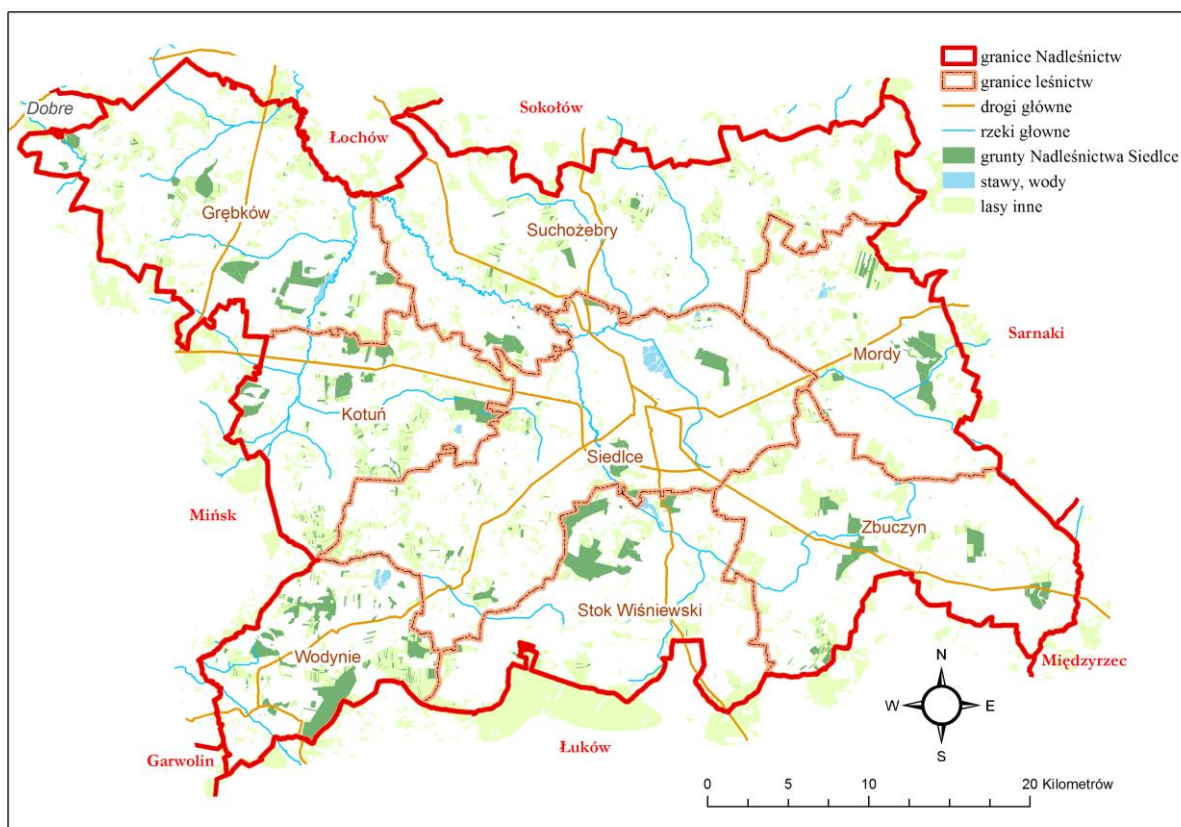 granice Nadleśnictw
granice leśnictw
drogi główne
rzeki głowne
grunty Nadleśnictwa Siedlce
stawy, wody
lasy inne
Dobre
Sokołów
Łochów
Grębków
Suchożebry
Sarnaki
Mordy
Kotuń
Siedlce
Mińsk
Zbuczyn
Stok Wiśniewski
Wodynie
Międzyrzec
Garwolin
Łuków
N
W E
S
0 5 10 20 Kilometrów